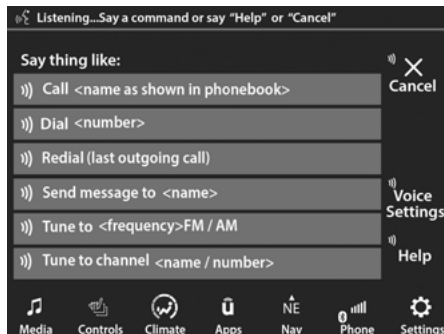 Listening...Say a command or say “Help” or “Cancel”
Say thing like:
Call <name as shown in phonebook>
Dial <number>
Redial (last outgoing call)
Send message to <name>
Tune to <frequency>FM / AM
Tune to channel <name / number>
Cancel
Voice
Settings
Help
NE
Media Controls Climate Apps Nav Phone Settings